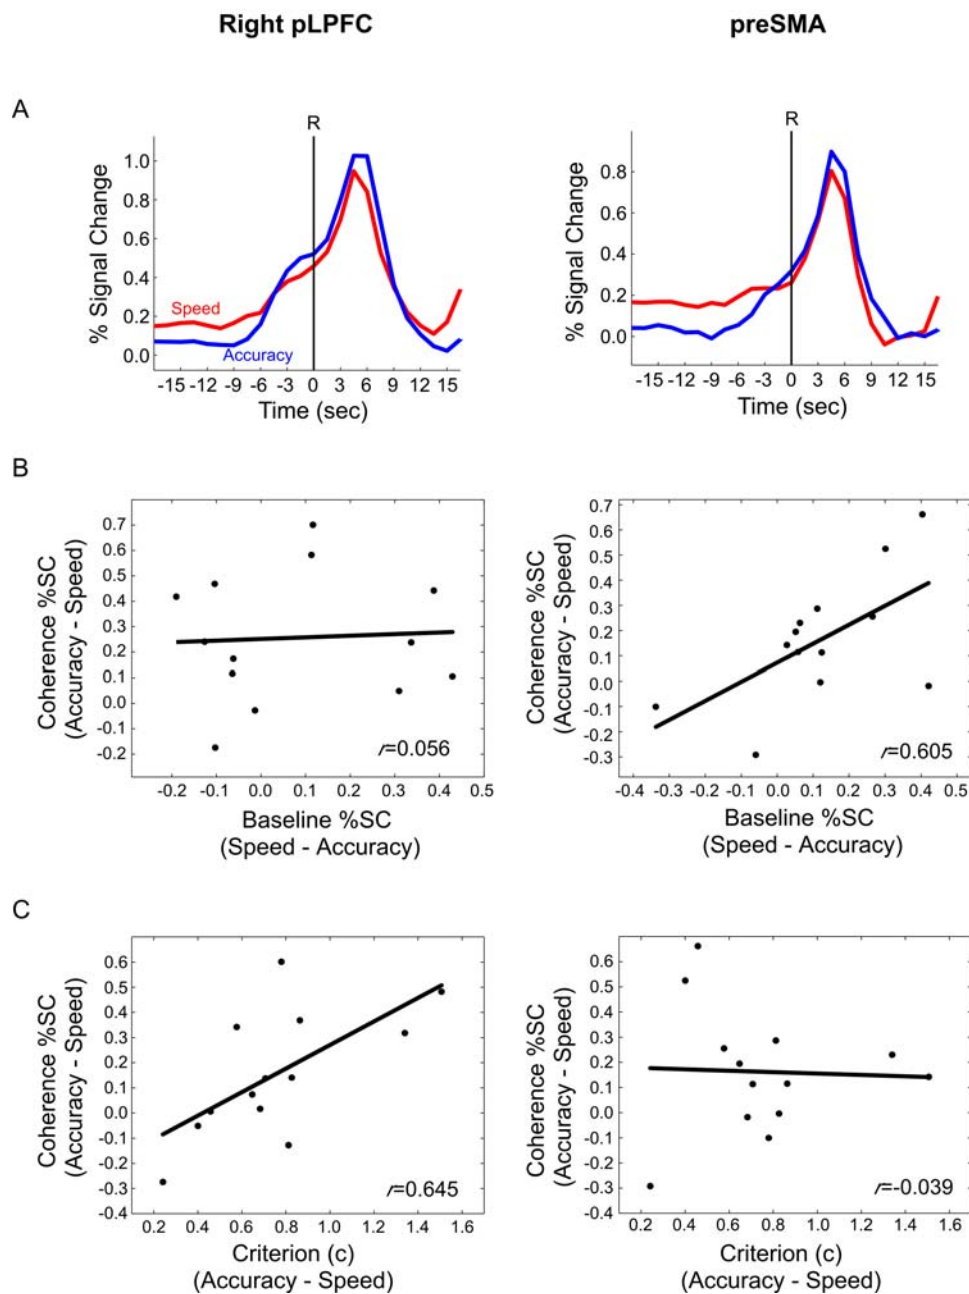 Right pLPFC
preSMA
A
R
% Signal Change
1.0
0.8
0.6
0.4
0.2
0.0
Speed
Accuracy
-15 -12 -9 -6 -3 0 3 6 9 12 15
Time (sec)
R
% Signal Change
0.8
0.6
0.4
0.2
0.0
-15 -12 -9 -6 -3 0 3 6 9 12 15
Time (sec)
B
Coherence %SC
(Accuracy - Speed)
0.7
0.6
0.5
0.4
0.3
0.2
0.1
0.0
-0.1
-0.2
r=0.056
-0.2 -0.1 0.0 0.1 0.2 0.3 0.4 0.5
Baseline %SC
(Speed - Accuracy)
Coherence %SC
(Accuracy - Speed)
0.7
0.6
0.5
0.4
0.3
0.2
0.1
0.0
-0.1
-0.2
-0.3
r=0.605
-0.4 -0.3 -0.2 -0.1 0.0 0.1 0.2 0.3 0.4 0.5
Baseline %SC
(Speed - Accuracy)
C
Coherence %SC
(Accuracy - Speed)
0.6
0.5
0.4
0.3
0.2
0.1
0.0
-0.1
-0.2
-0.3
-0.4
r=0.645
0.2 0.4 0.6 0.8 1.0 1.2 1.4 1.6
Criterion (c)
(Accuracy - Speed)
Coherence %SC
(Accuracy - Speed)
0.6
0.5
0.4
0.3
0.2
0.1
0.0
-0.1
-0.2
-0.3
-0.4
r=-0.039
0.2 0.4 0.6 0.8 1.0 1.2 1.4 1.6
Criterion (c)
(Accuracy - Speed)